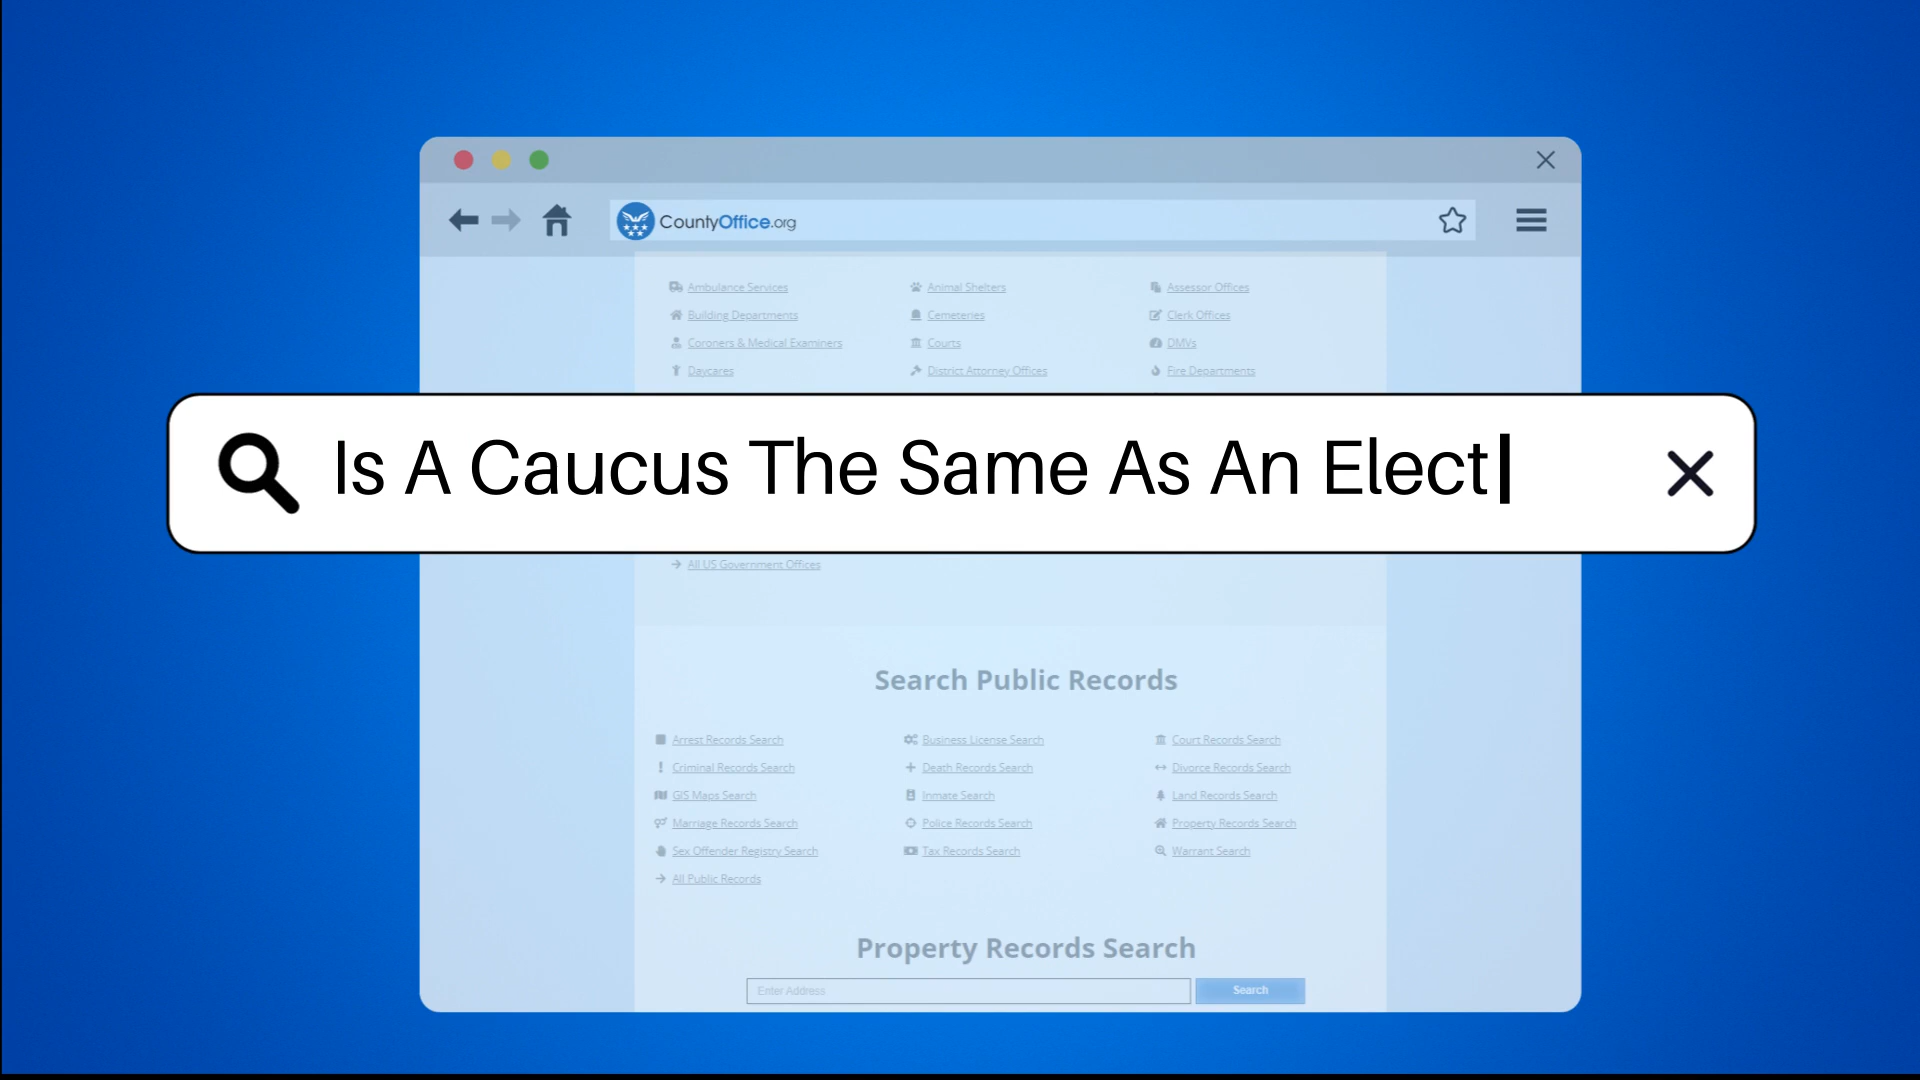 CountyOffice.org
Ambulance Services Animal Shelters Assessor Offices
Building Departments Cemeteries Clerk Offices
Coroners & Medical Examiners Courts DMVs
Daycares District Attorney Offices Fire Departments
Is A Caucus The Same As An Elect
All US Government Offices
Search Public Records
Arrest Records Search Business License Search Court Records Search
Criminal Records Search Death Records Search Divorce Records Search
GIS Maps Search Inmate Search Land Records Search
Marriage Records Search Police Records Search Property Records Search
Sex Offender Registry Search Tax Records Search Warrant Search
All Public Records
Property Records Search
Enter Address Search